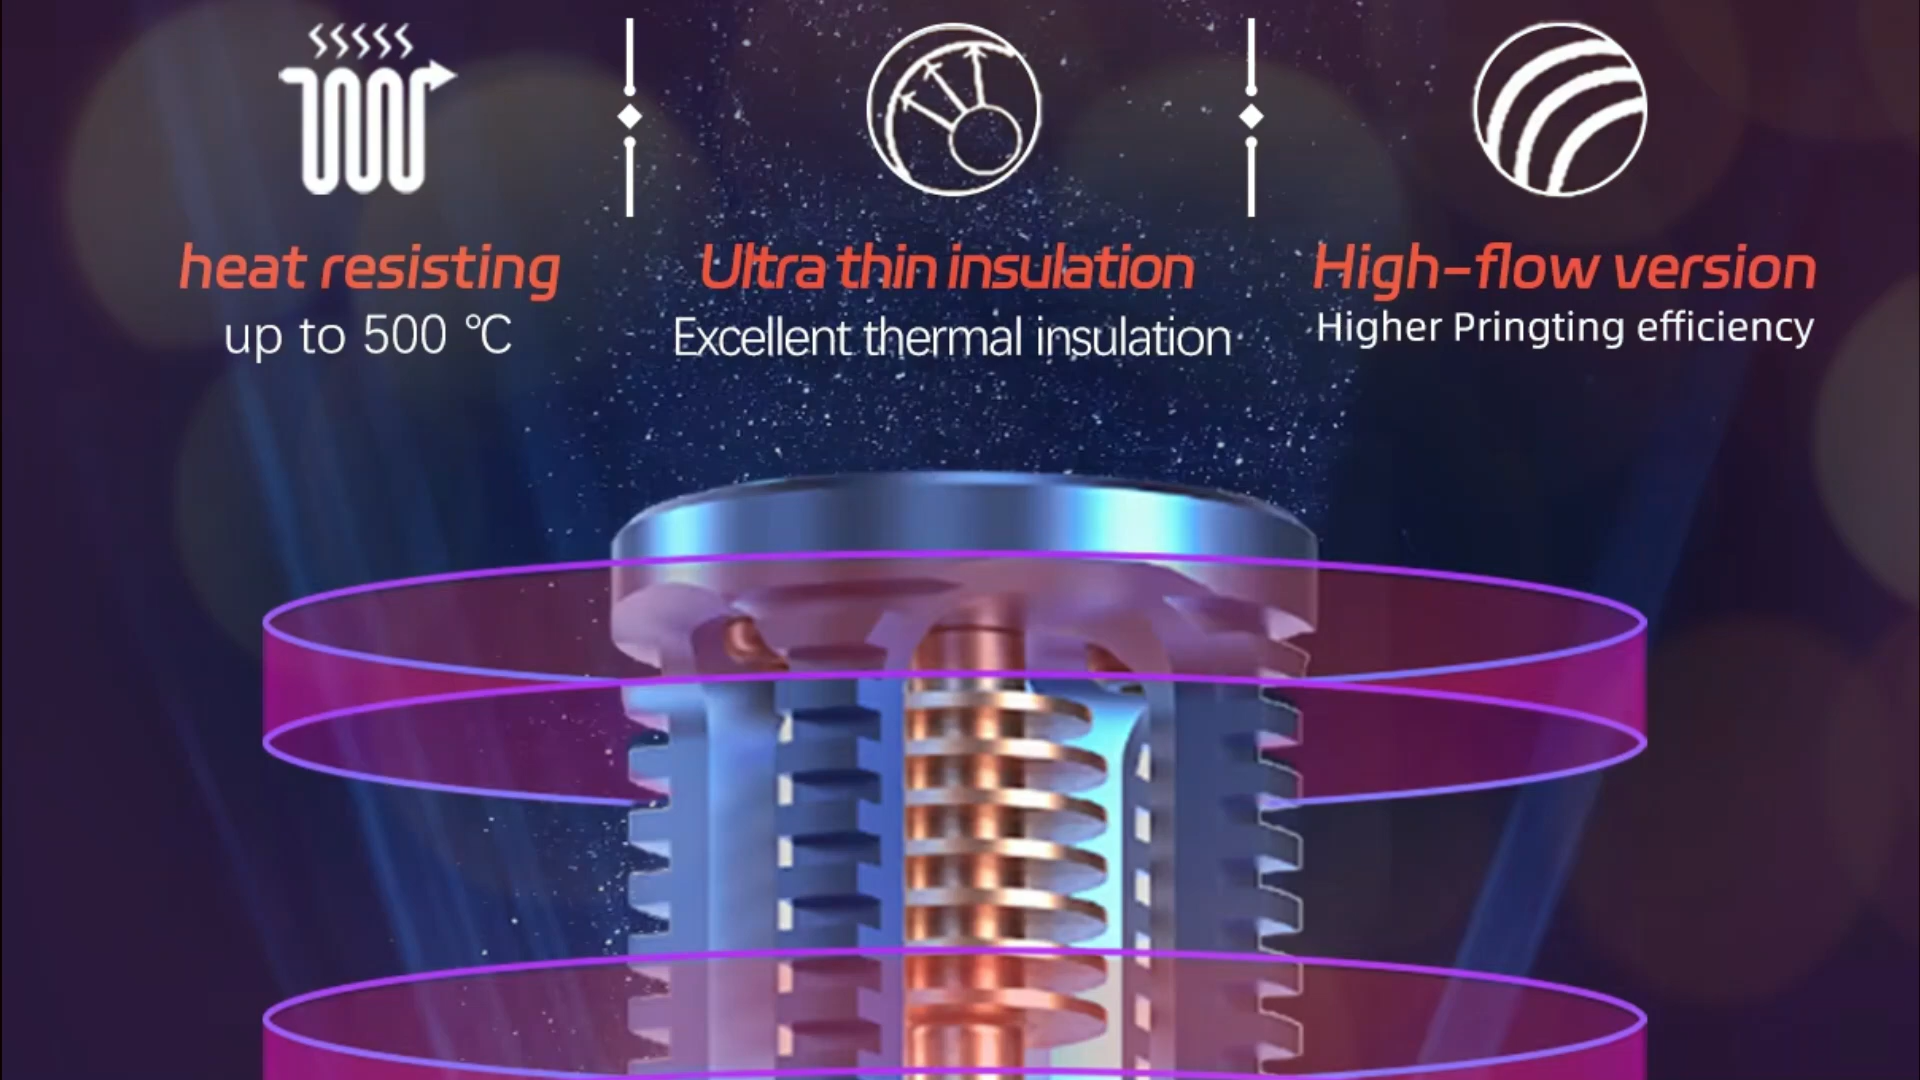 heat resisting
up to 500 ℃
Ultra thin insulation
Excellent thermal insulation
High-flow version
Higher Pringting efficiency